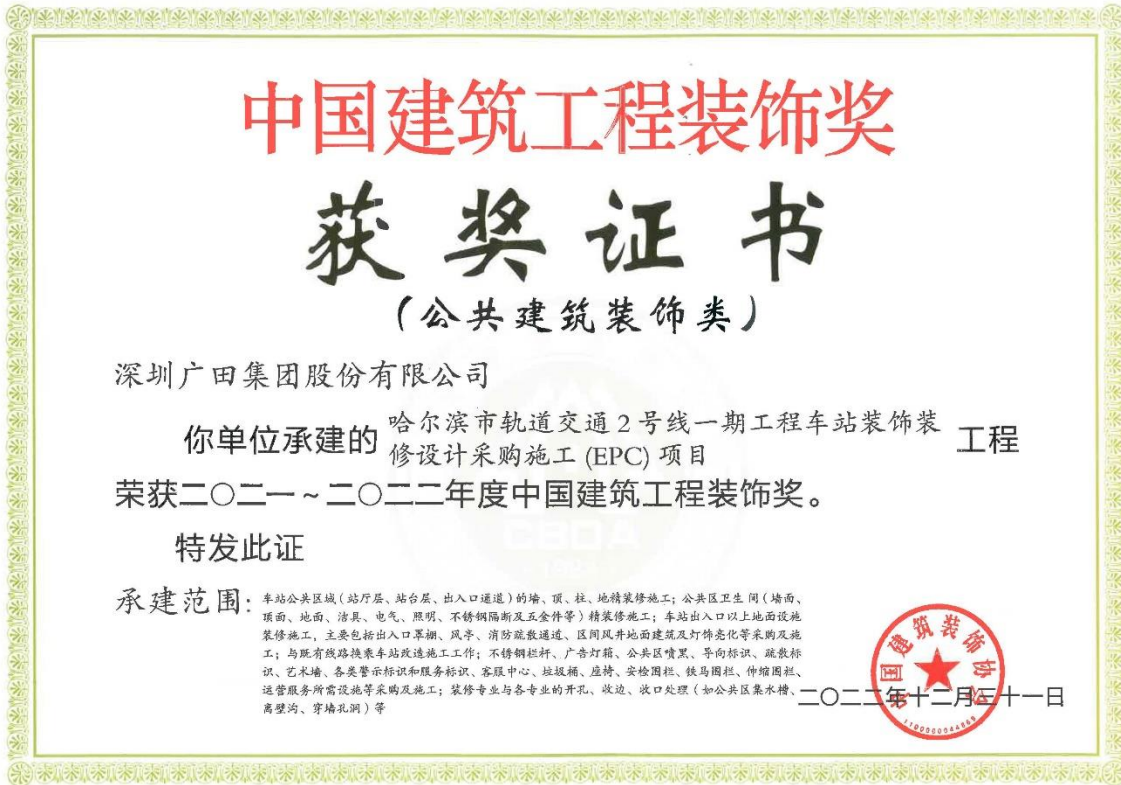 中国建筑工程装饰奖
获奖证书
(公共建筑装饰类)
深圳广田集团股份有限公司
你单位承建的 哈尔滨市轨道交通2号线一期工程车站装饰装 工程
修设计采购施工(EPC)项目
荣获二〇二一~二〇二二年度中国建筑工程装饰奖。
特发此证
承建范围:
车站公共区域(站厅层、站台层、出入口通道)的墙、顶、柱、地精装修施工;公共区卫生间(墙面、
顶面、地面、洁具、电气、照明、不锈钢隔断及五金件等)精装修施工;车站出入口以上地面设施
装修施工,主要包括出入口罩棚、风亭、消防疏散通道、区间风井地面建筑及灯饰亮化等采购及施
工;与既有线路换乘车站改造施工工作;不锈钢栏杆、广告灯箱、公共区喷黑、导向标识、疏散标
识、艺术墙、各类警示标识和服务标识、客服中心、垃圾桶、座椅、安检围栏、铁马围栏、伸缩围栏、
运营服务所需设施等采购及施工;装修专业与各专业的开孔、收边、收口处理(如公共区集水槽、
离壁沟、穿墙孔洞)等
二〇二二年十二月三十一日
中国建筑装饰协会
CBDA